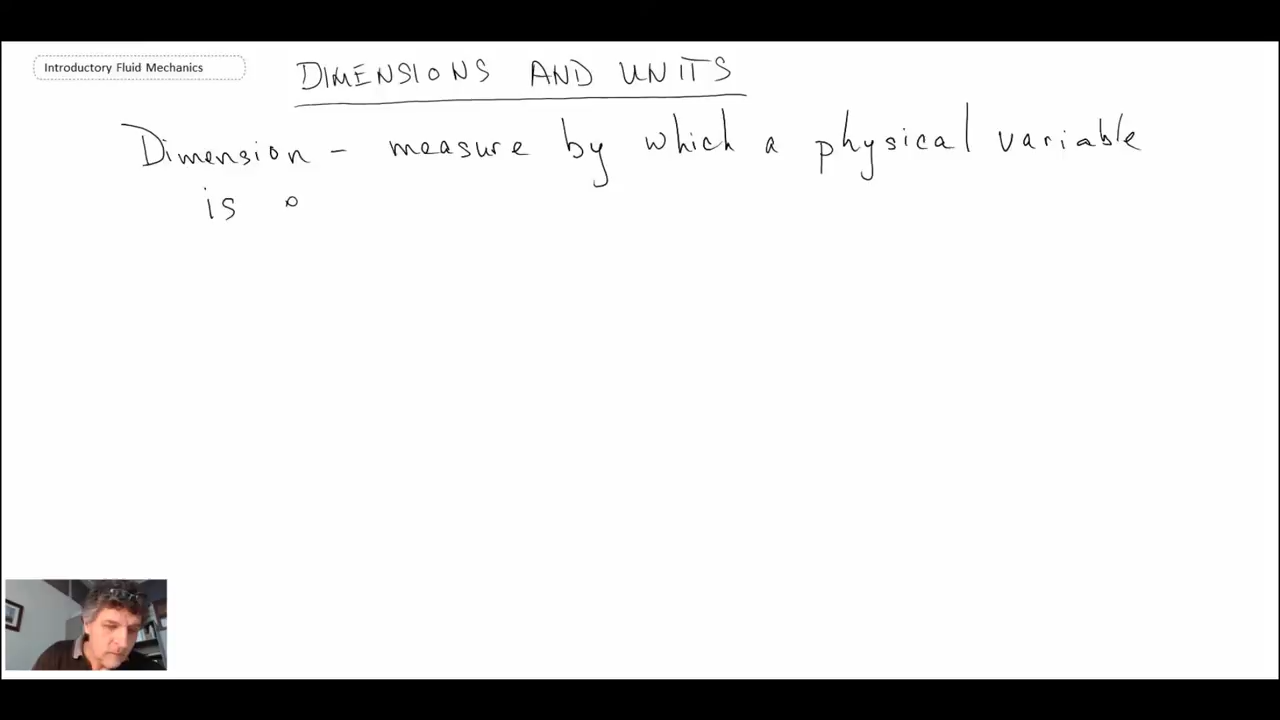 Introductory Fluid Mechanics
DIMENSIONS AND UNITS
Dimension - measure by which a physical variable
is